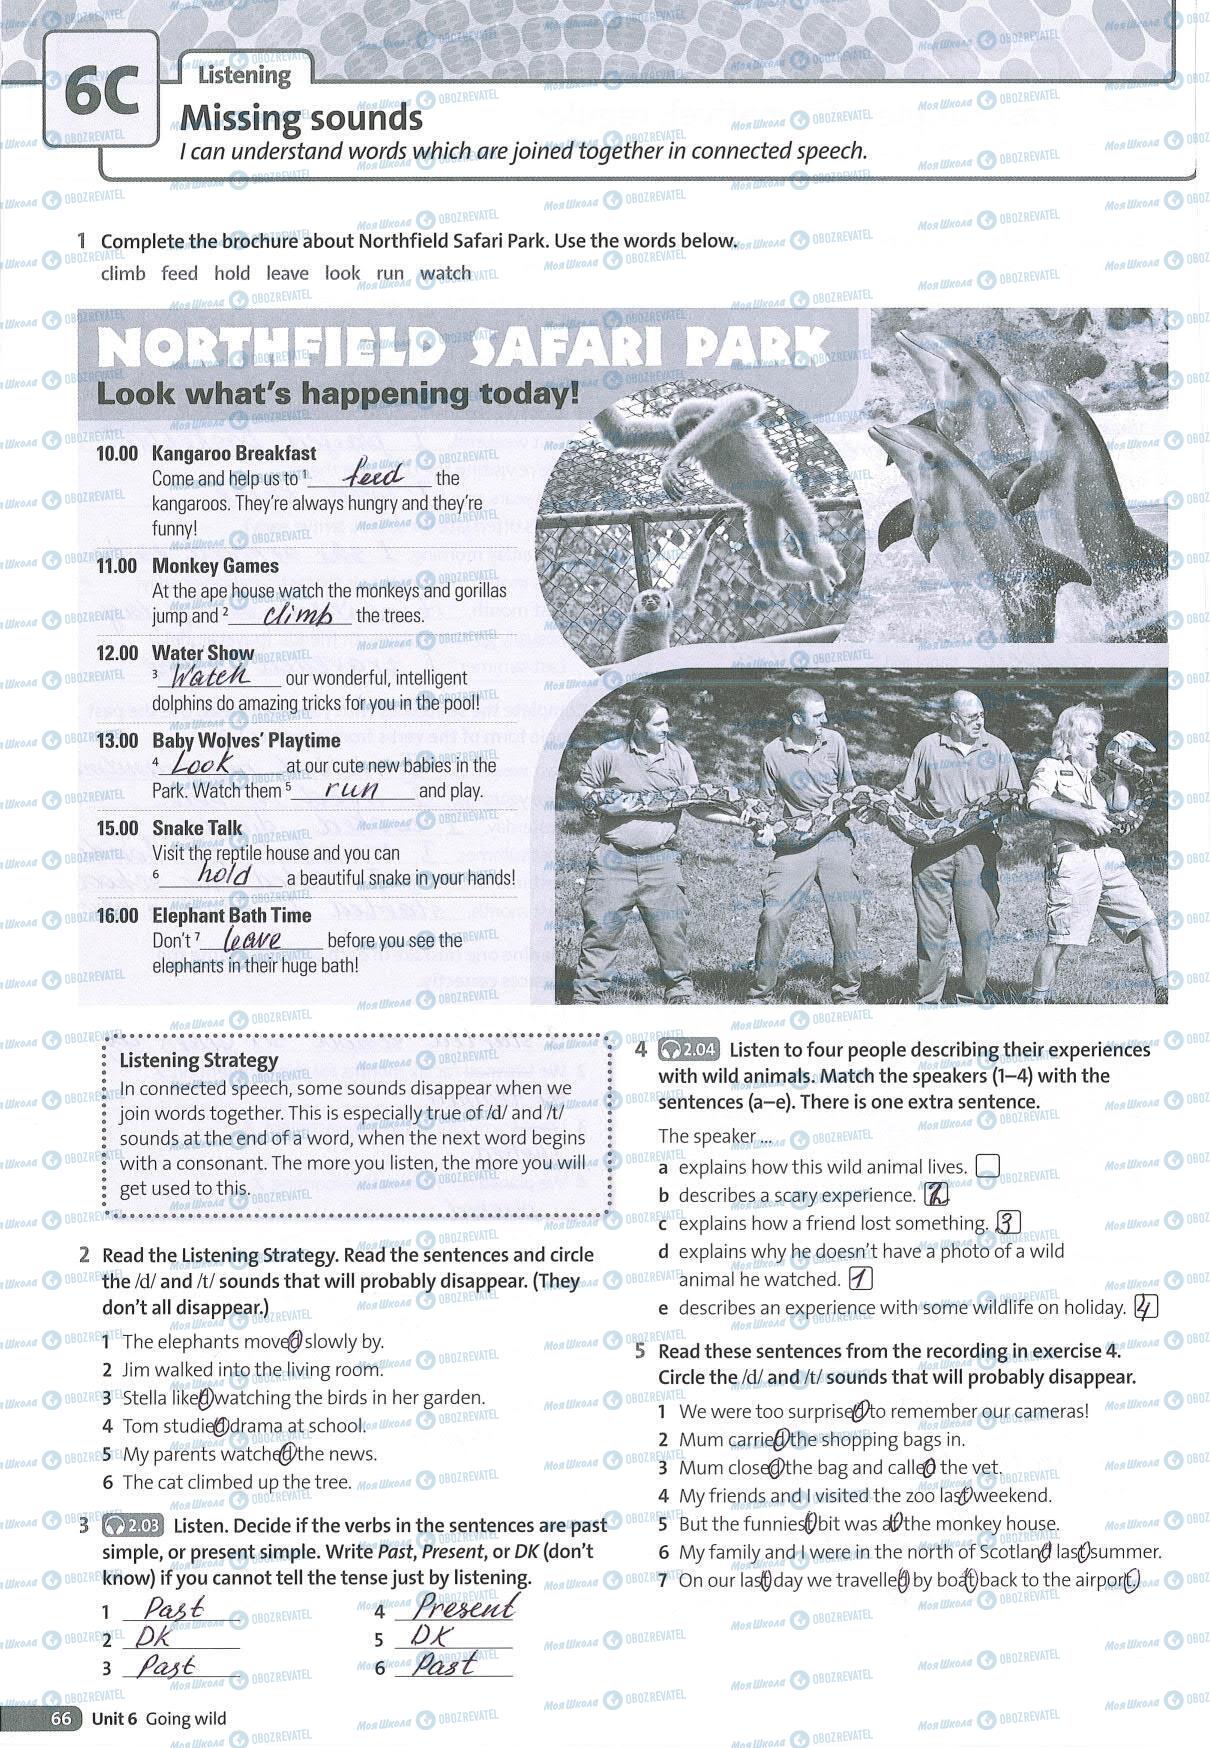 6C
Listening
Missing sounds
I can understand words which are joined together in connected speech.
1 Complete the brochure about Northfield Safari Park. Use the words below.
climb feed hold leave look run watch
NORTHFIELD SAFARI PARK
Look what's happening today!
10.00 Kangaroo Breakfast
Come and help us to 1 feed the
kangaroos. They're always hungry and they're
funny!
11.00 Monkey Games
At the ape house watch the monkeys and gorillas
jump and 2 climb the trees.
12.00 Water Show
3 Watch our wonderful, intelligent
dolphins do amazing tricks for you in the pool!
13.00 Baby Wolves' Playtime
4 Look at our cute new babies in the
Park. Watch them 5 run and play.
15.00 Snake Talk
Visit the reptile house and you can
6 hold a beautiful snake in your hands!
16.00 Elephant Bath Time
Don't 7 leave before you see the
elephants in their huge bath!
Listening Strategy
In connected speech, some sounds disappear when we
join words together. This is especially true of /d/ and /t/
sounds at the end of a word, when the next word begins
with a consonant. The more you listen, the more you will
get used to this.
2 Read the Listening Strategy. Read the sentences and circle
the /d/ and /t/ sounds that will probably disappear. (They
don't all disappear.)
1 The elephants moved slowly by.
2 Jim walked into the living room.
3 Stella liked watching the birds in her garden.
4 Tom studied drama at school.
5 My parents watched the news.
6 The cat climbed up the tree.
3 2.03 Listen. Decide if the verbs in the sentences are past
simple, or present simple. Write Past, Present, or DK (don't
know) if you cannot tell the tense just by listening.
1 Past 4 Present
2 DK 5 DK
3 Past 6 Past
4 2.04 Listen to four people describing their experiences
with wild animals. Match the speakers (1–4) with the
sentences (a–e). There is one extra sentence.
The speaker ...
a explains how this wild animal lives.
b describes a scary experience. 2
c explains how a friend lost something. 3
d explains why he doesn't have a photo of a wild
animal he watched. 1
e describes an experience with some wildlife on holiday. 4
5 Read these sentences from the recording in exercise 4.
Circle the /d/ and /t/ sounds that will probably disappear.
1 We were too surprised to remember our cameras!
2 Mum carried the shopping bags in.
3 Mum closed the bag and called the vet.
4 My friends and I visited the zoo last weekend.
5 But the funniest bit was at the monkey house.
6 My family and I were in the north of Scotland last summer.
7 On our last day we travelled by boat back to the airport.
66 Unit 6 Going wild
Моя Школа OBOZREVATEL